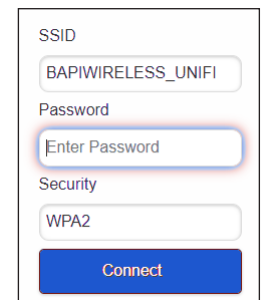 SSID
BAPIWIRELESS_UNIFI
Password
Enter Password
Security
WPA2
Connect